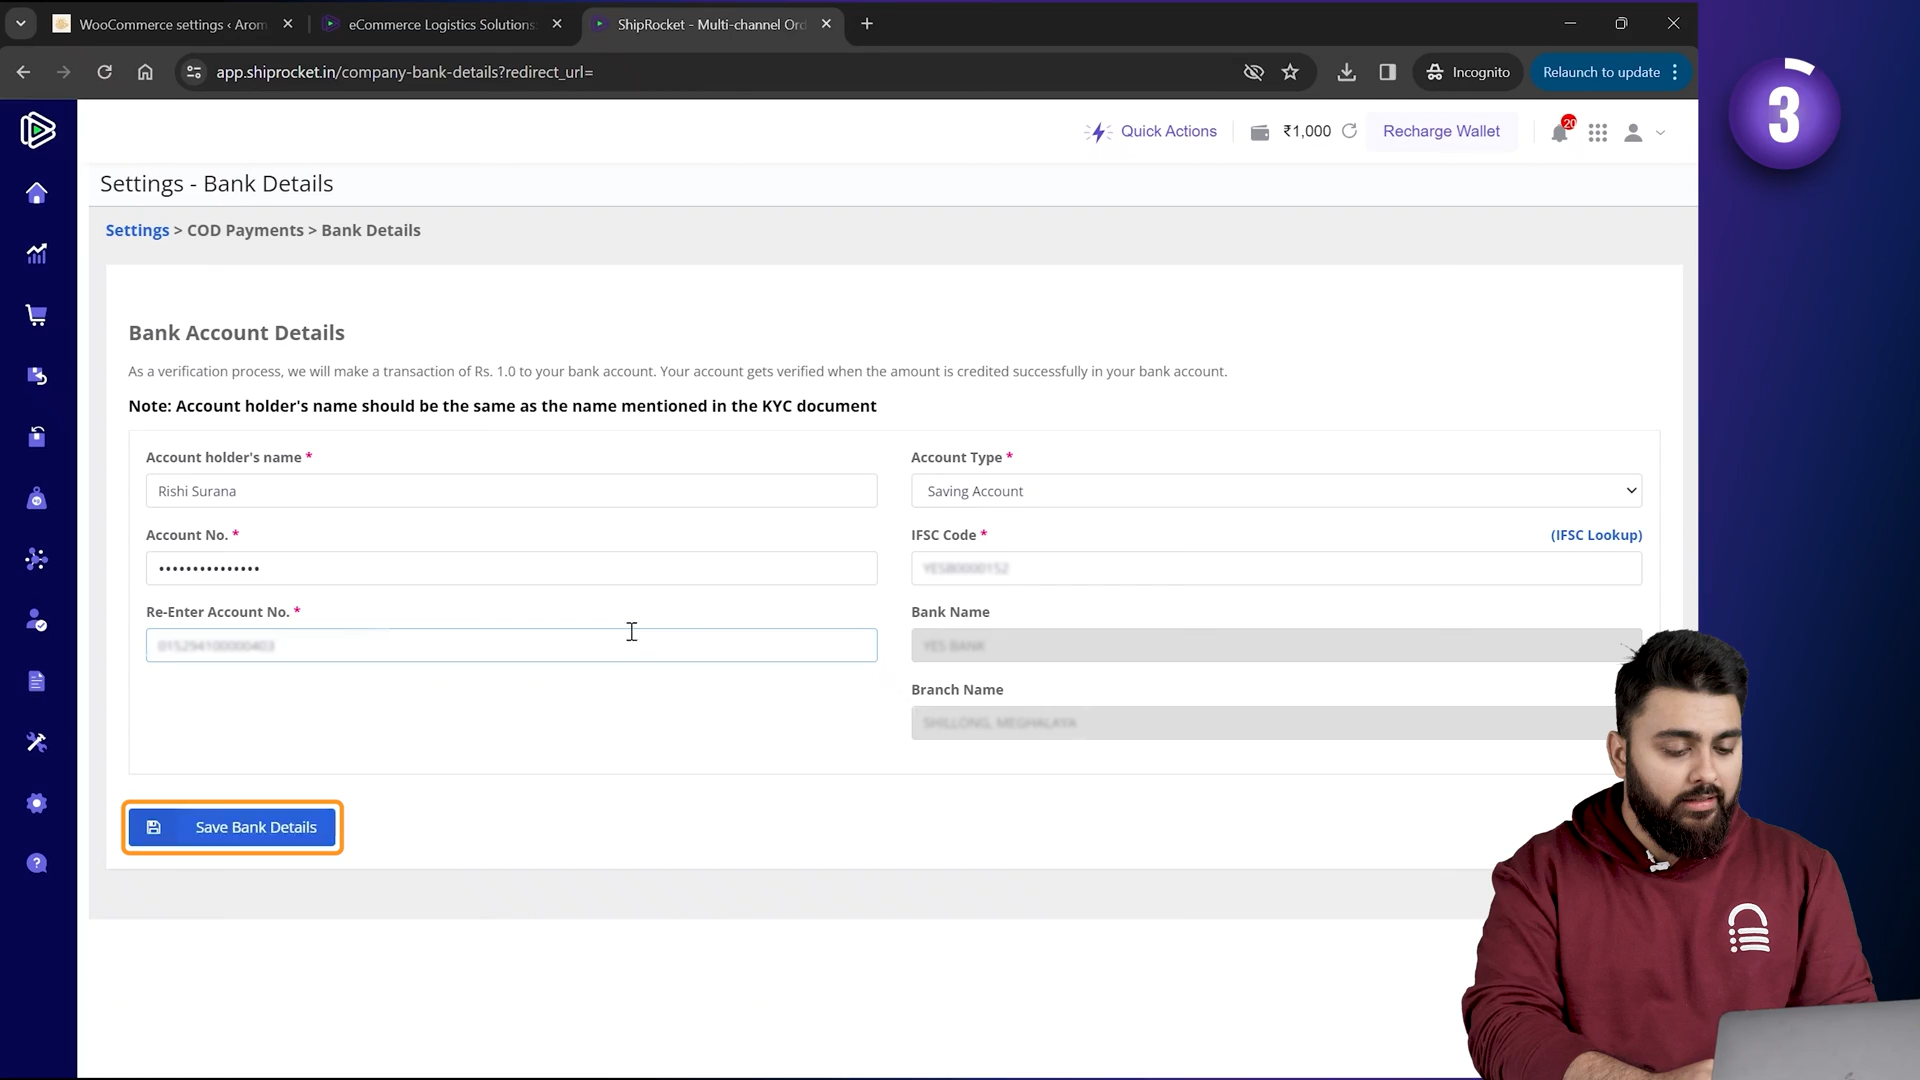 WooCommerce settings ‹ Arom
eCommerce Logistics Solutions
ShipRocket - Multi-channel Ord
app.shiprocket.in/company-bank-details?redirect_url=
Incognito
Relaunch to update
3
Quick Actions
₹1,000
Recharge Wallet
20
Settings - Bank Details
Settings > COD Payments > Bank Details
Bank Account Details
As a verification process, we will make a transaction of Rs. 1.0 to your bank account. Your account gets verified when the amount is credited successfully in your bank account.
Note: Account holder's name should be the same as the name mentioned in the KYC document
Account holder's name *
Account Type *
Rishi Surana
Saving Account
Account No. *
IFSC Code *
(IFSC Lookup)
•••••••••••••••
Re-Enter Account No. *
Bank Name
YES BANK
Branch Name
Save Bank Details